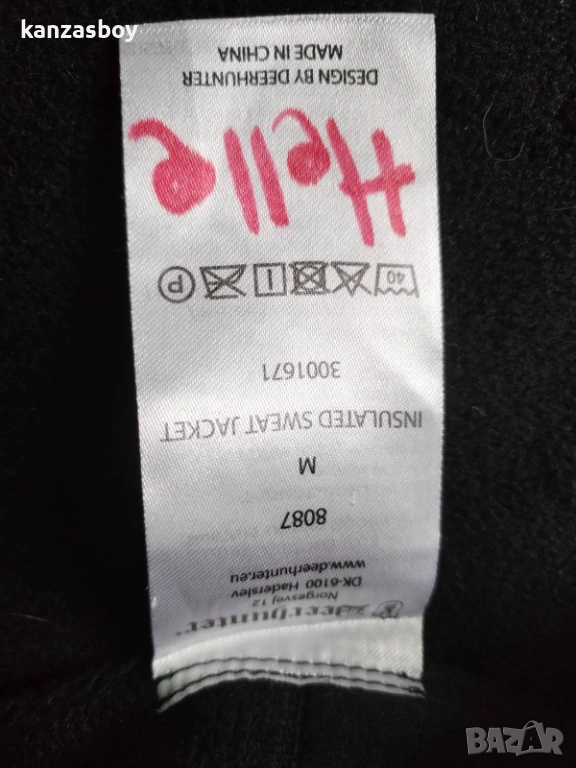 kanzasboy
deerhunter®
Norgesvej 12
DK-6100 Haderslev
www.deerhunter.eu
8087
M
INSULATED SWEAT JACKET
3001671
40 I P
Helle
DESIGN BY DEERHUNTER
MADE IN CHINA
BAZAR